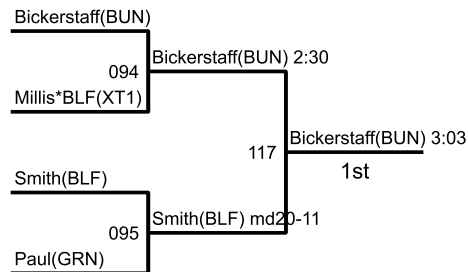 Bickerstaff(BUN)
Bickerstaff(BUN) 2:30
094
Millis*BLF(XT1)
Bickerstaff(BUN) 3:03
117
1st
Smith(BLF)
Smith(BLF) md20-11
095
Paul(GRN)